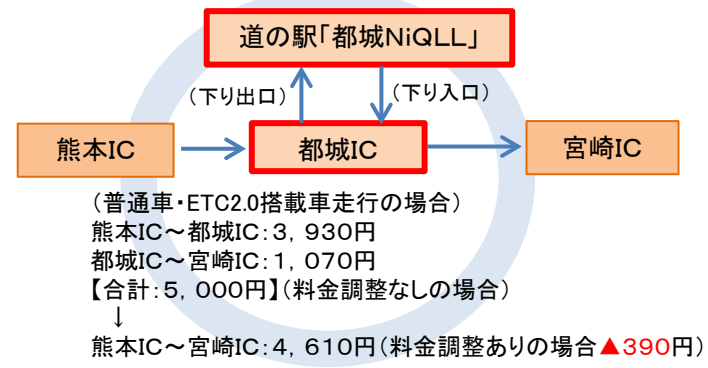 道の駅「都城NiQLL」
（下り出口）
（下り入口）
熊本IC
都城IC
宮崎IC
（普通車・ETC2.0搭載車走行の場合）
熊本IC～都城IC：3，930円
都城IC～宮崎IC：1，070円
【合計：5，000円】（料金調整なしの場合）
↓
熊本IC～宮崎IC：4，610円（料金調整ありの場合▲390円）